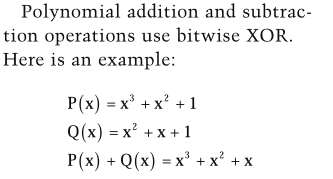 Polynomial addition and subtrac-
tion operations use bitwise XOR.
Here is an example:
P(x) = x³ + x² + 1
Q(x) = x² + x + 1
P(x) + Q(x) = x³ + x² + x